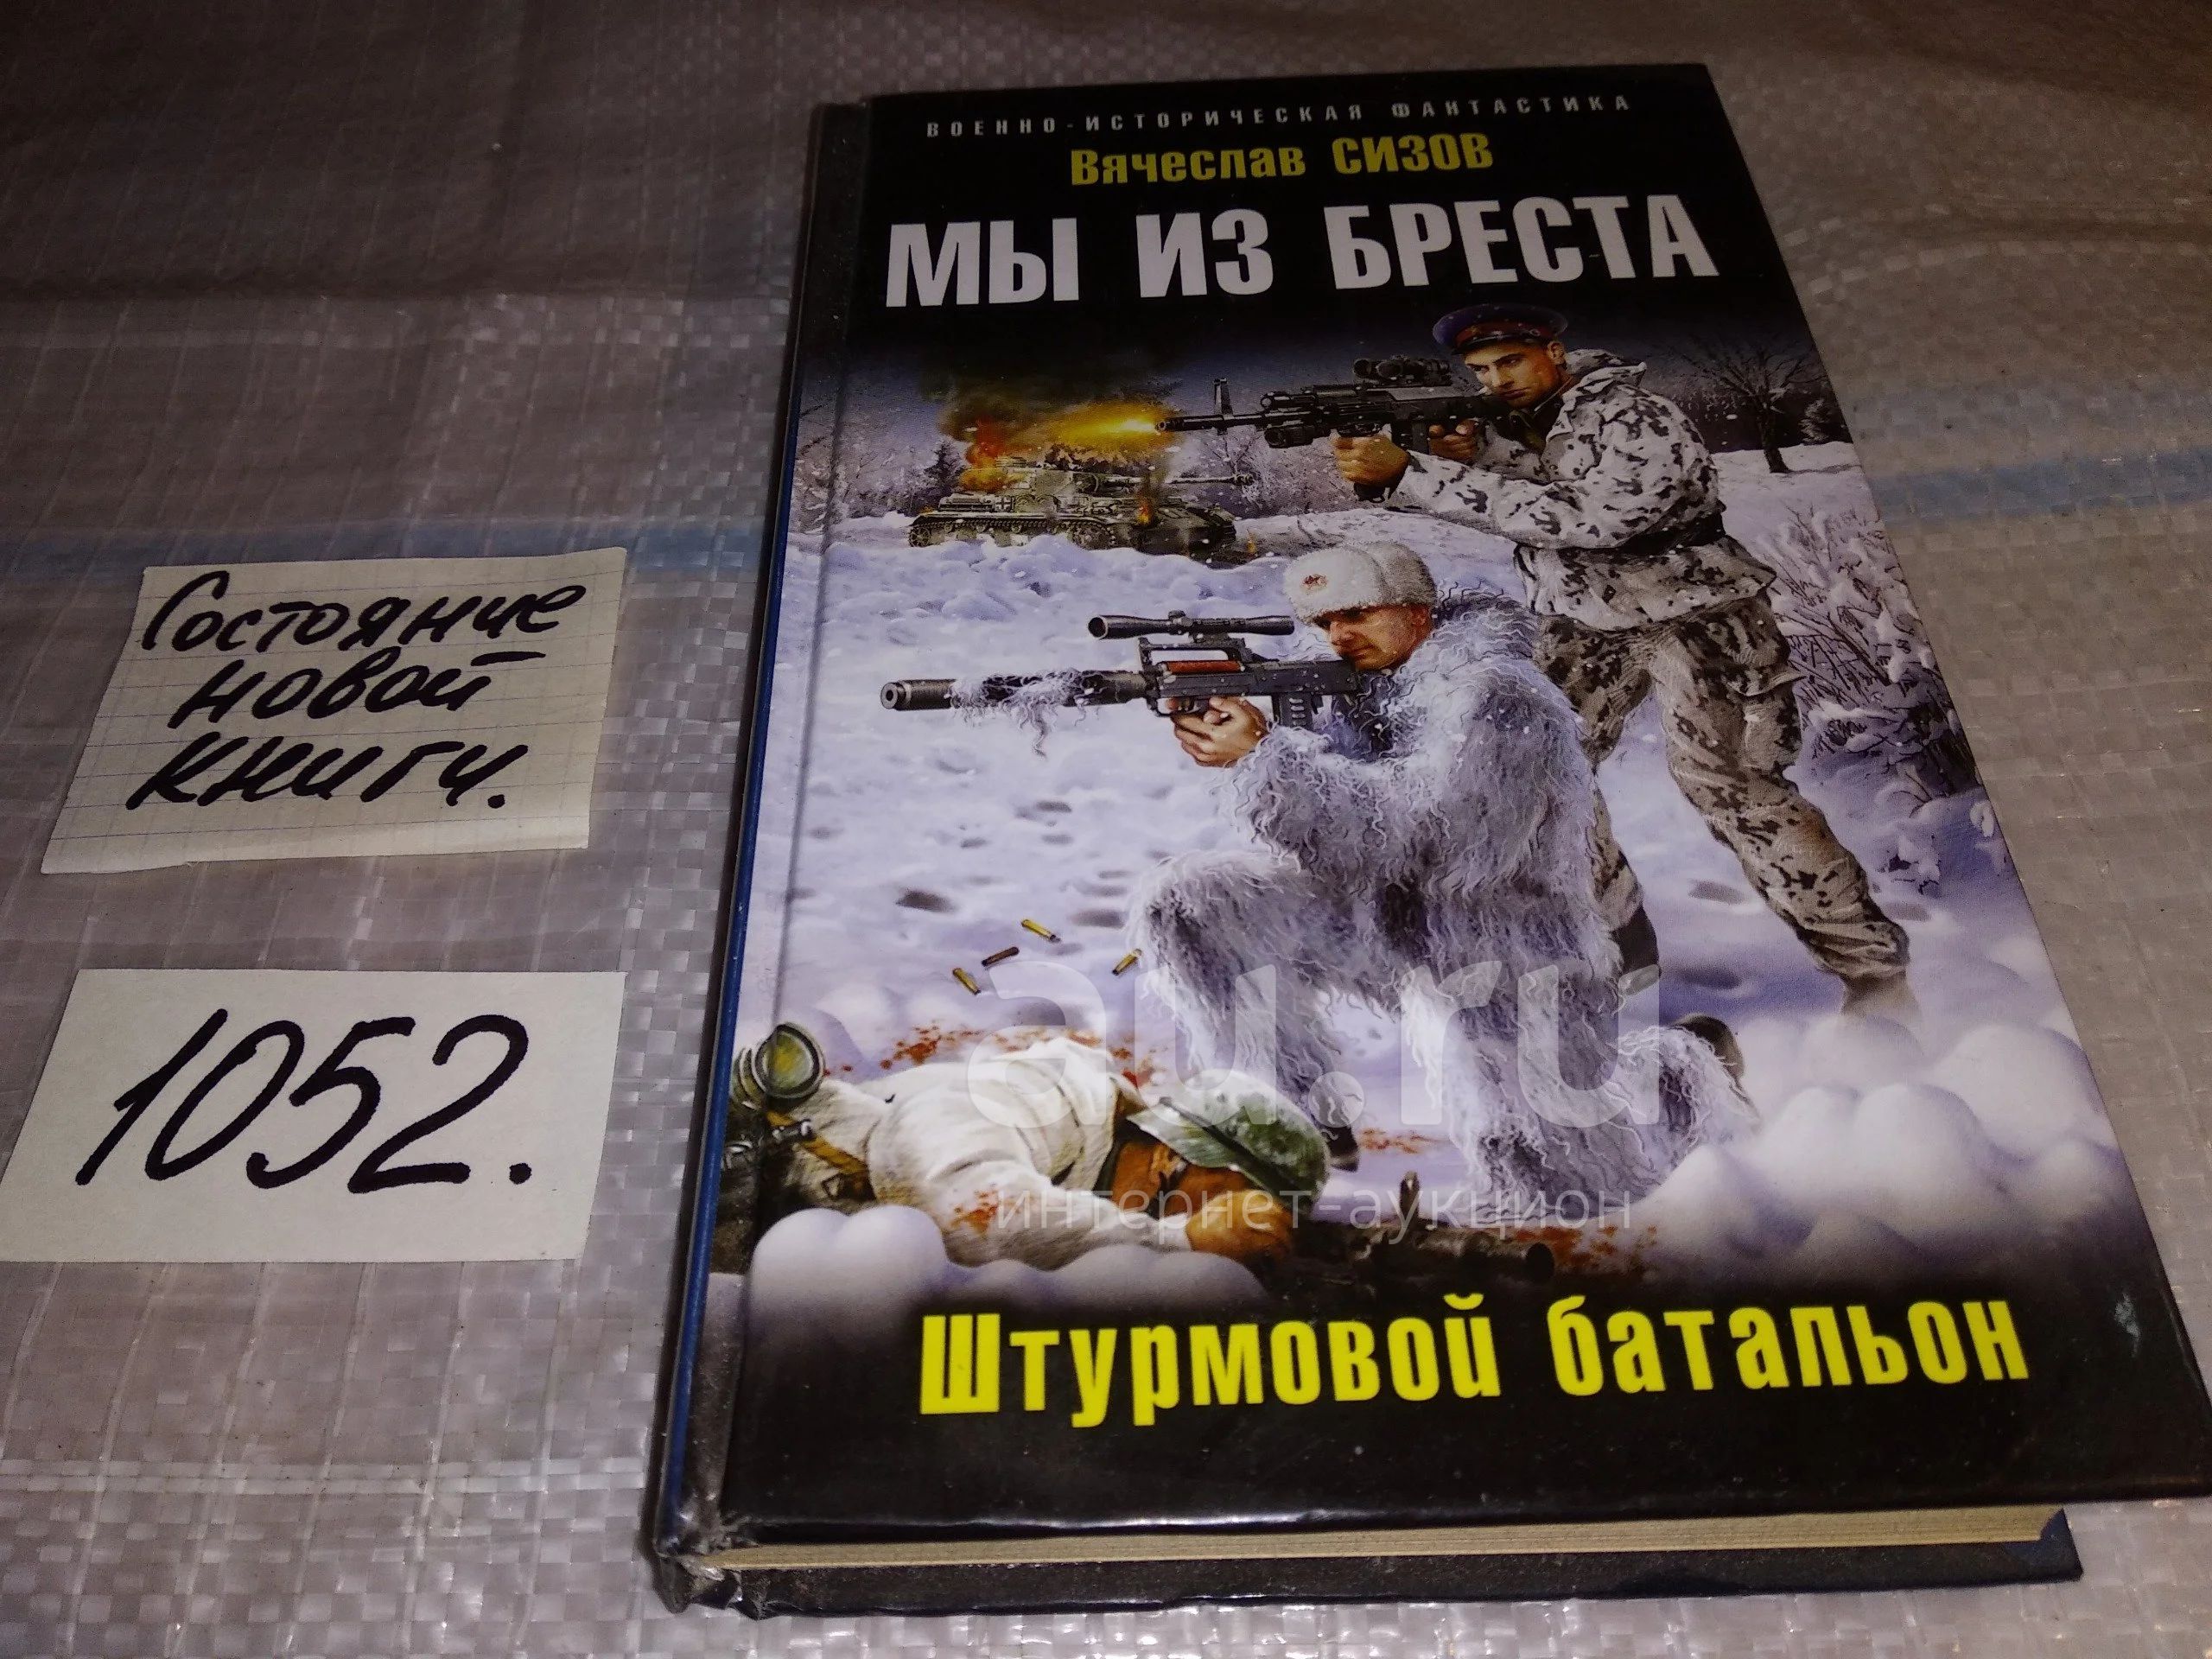 ВОЕННО-ИСТОРИЧЕСКАЯ ФАНТАСТИКА
Вячеслав СИЗОВ
МЫ ИЗ БРЕСТА
Штурмовой батальон
Состояние
новой
книги.
1052.
au.ru
интернет-аукцион